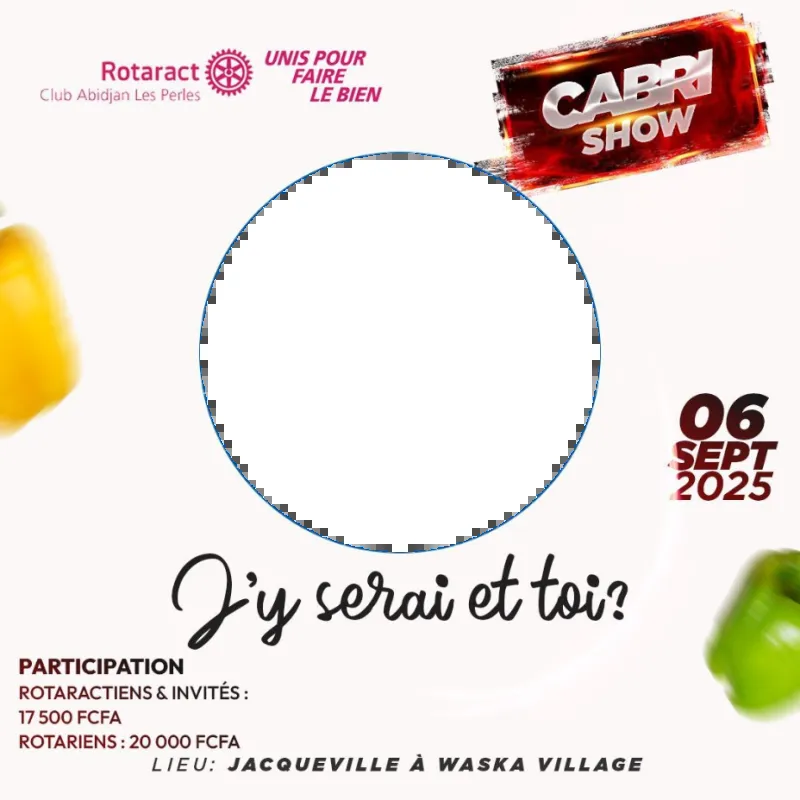 Rotaract
Club Abidjan Les Perles
UNIS POUR
FAIRE
LE BIEN
CABRI
SHOW
06
SEPT
2025
J'y serai et toi?
PARTICIPATION
ROTARACTIENS & INVITÉS :
17 500 FCFA
ROTARIENS : 20 000 FCFA
LIEU: JACQUEVILLE À WASKA VILLAGE